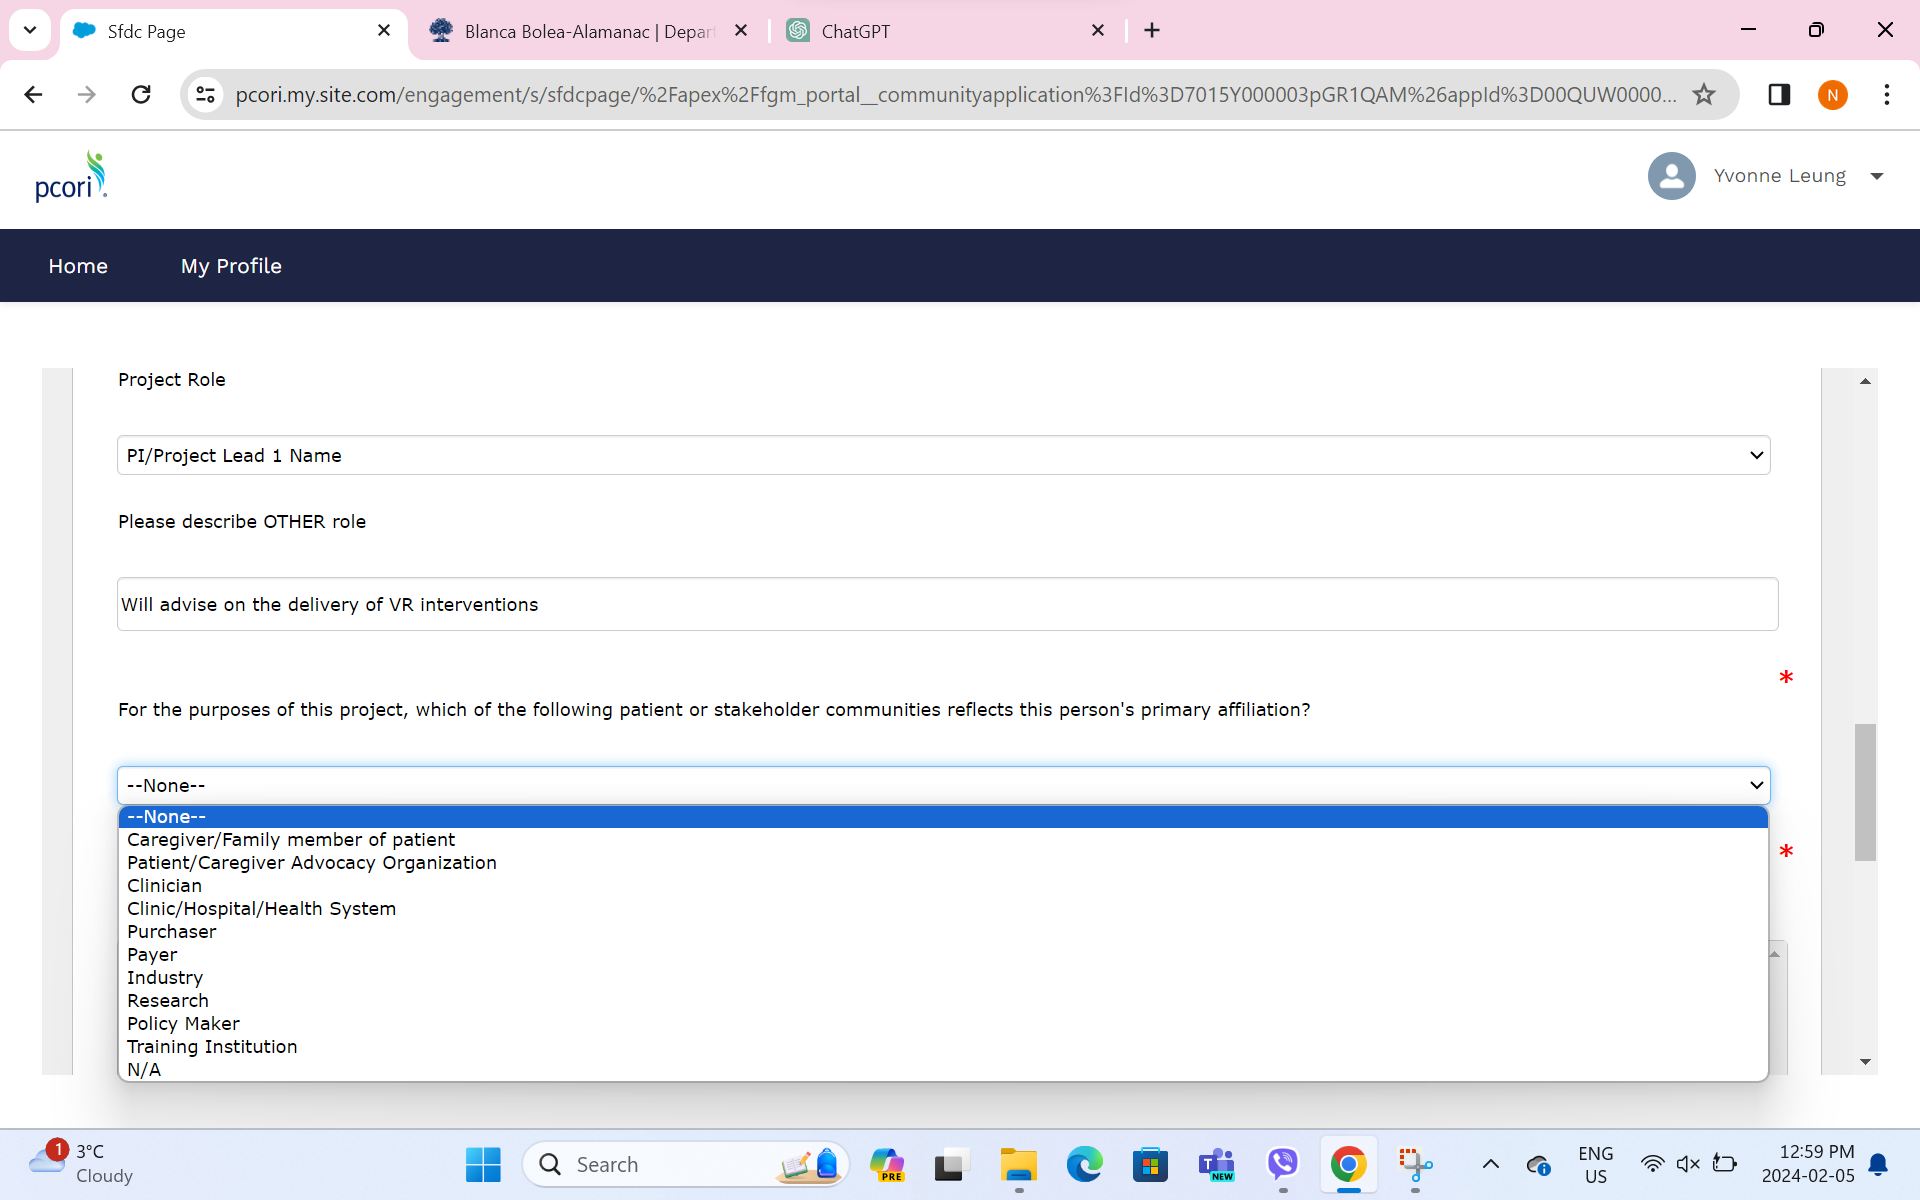 Sfdc Page
Blanca Bolea-Alamanac | Depar
ChatGPT
pcori.my.site.com/engagement/s/sfdcpage/%2Fapex%2Ffgm_portal__communityapplication%3FId%3D7015Y000003pGR1QAM%26appId%3D00QUW0000...
N
pcori
Yvonne Leung
Home
My Profile
Project Role
PI/Project Lead 1 Name
Please describe OTHER role
Will advise on the delivery of VR interventions
*
For the purposes of this project, which of the following patient or stakeholder communities reflects this person's primary affiliation?
--None--
--None--
Caregiver/Family member of patient
*
Patient/Caregiver Advocacy Organization
Clinician
Clinic/Hospital/Health System
Purchaser
Payer
Industry
Research
Policy Maker
Training Institution
N/A
1
3°C
Cloudy
Search
PRE
NEW
ENG
US
12:59 PM
2024-02-05